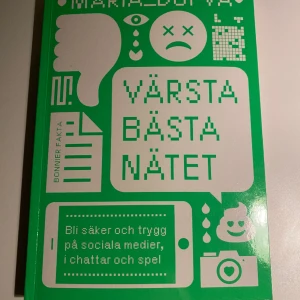 MARIA_DUFVA
VÄRSTA
BÄSTA
NÄTET
BONNIER FAKTA
Bli säker och trygg
på sociala medier,
i chattar och spel